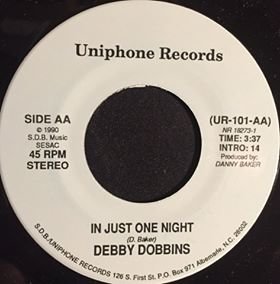 Uniphone Records
SIDE AA
© 1990
S.D.B. Music
SESAC
45 RPM
STEREO
(UR-101-AA)
NR 18273-1
TIME: 3:37
INTRO: 14
Produced by:
DANNY BAKER
IN JUST ONE NIGHT
(D. Baker)
DEBBY DOBBINS
S.D.B./UNIPHONE RECORDS 126 S. First St. P.O. Box 971 Albemarle, N.C. 28002